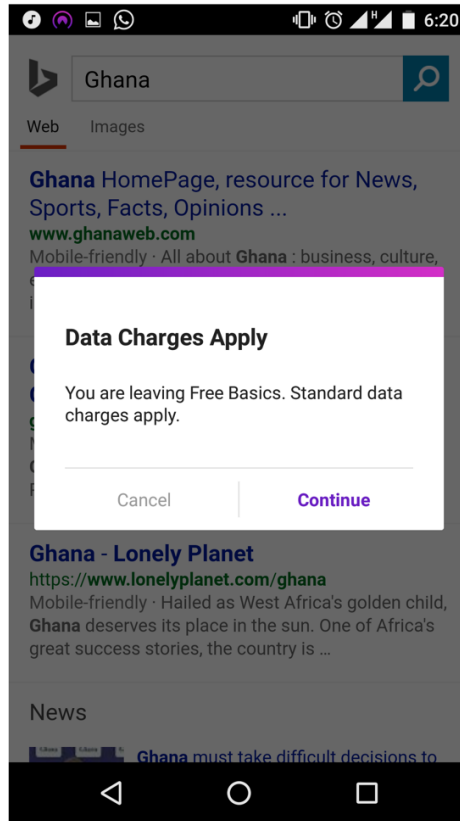 H
6:20
Ghana
Web Images
Ghana HomePage, resource for News,
Sports, Facts, Opinions ...
www.ghanaweb.com
Mobile-friendly · All about Ghana : business, culture,
Data Charges Apply
You are leaving Free Basics. Standard data
charges apply.
Cancel Continue
Ghana - Lonely Planet
https://www.lonelyplanet.com/ghana
Mobile-friendly · Hailed as West Africa's golden child,
Ghana deserves its place in the sun. One of Africa's
great success stories, the country is ...
News
Ghana must take difficult decisions to